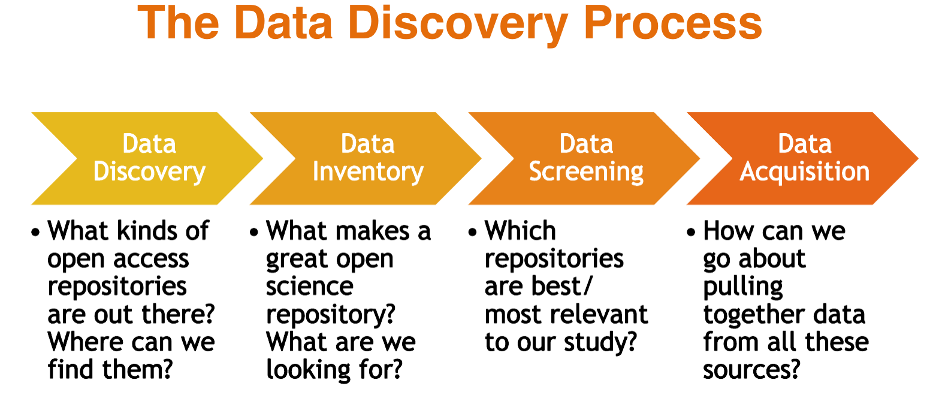 The Data Discovery Process
Data
Discovery
• What kinds of
open access
repositories
are out there?
Where can we
find them?
Data
Inventory
• What makes a
great open
science
repository?
What are we
looking for?
Data
Screening
• Which
repositories
are best/
most relevant
to our study?
Data
Acquisition
• How can we
go about
pulling
together data
from all these
sources?